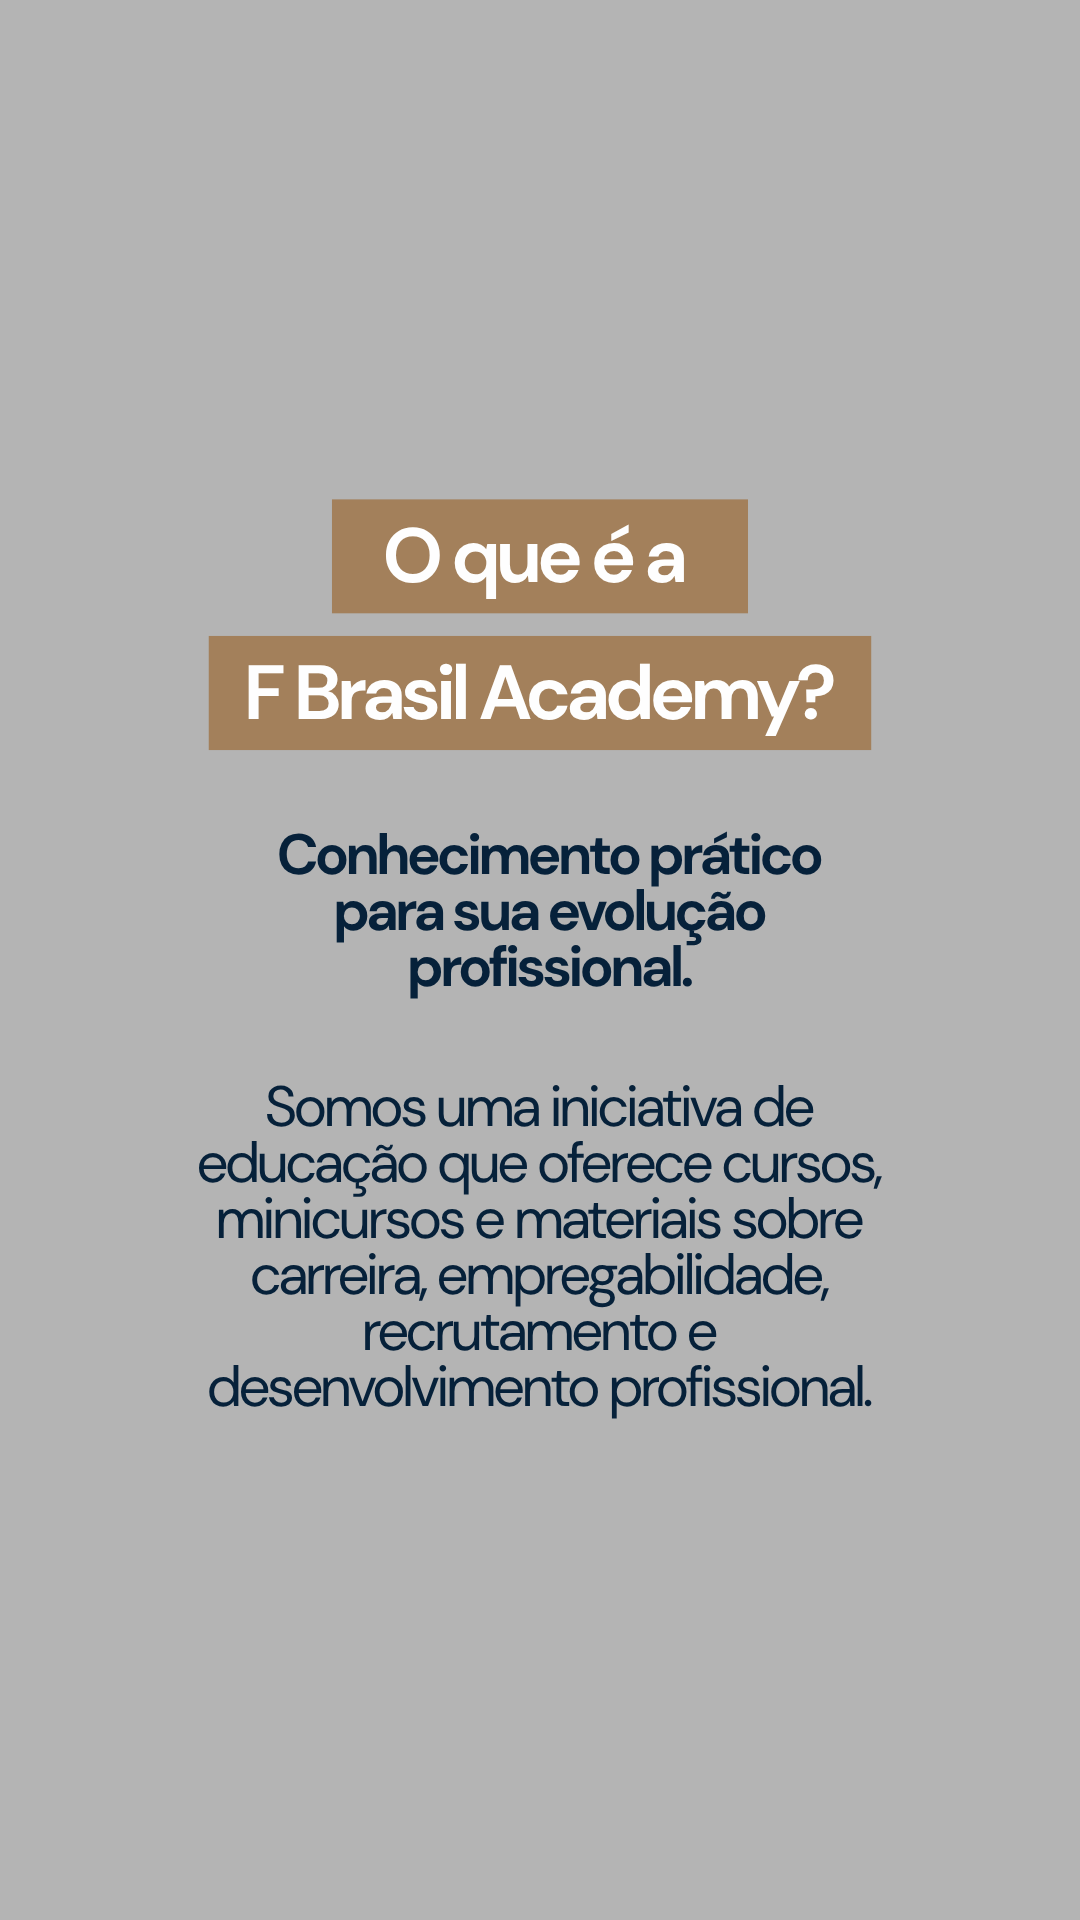 O que é a
F Brasil Academy?
Conhecimento prático
para sua evolução
profissional.
Somos uma iniciativa de
educação que oferece cursos,
minicursos e materiais sobre
carreira, empregabilidade,
recrutamento e
desenvolvimento profissional.